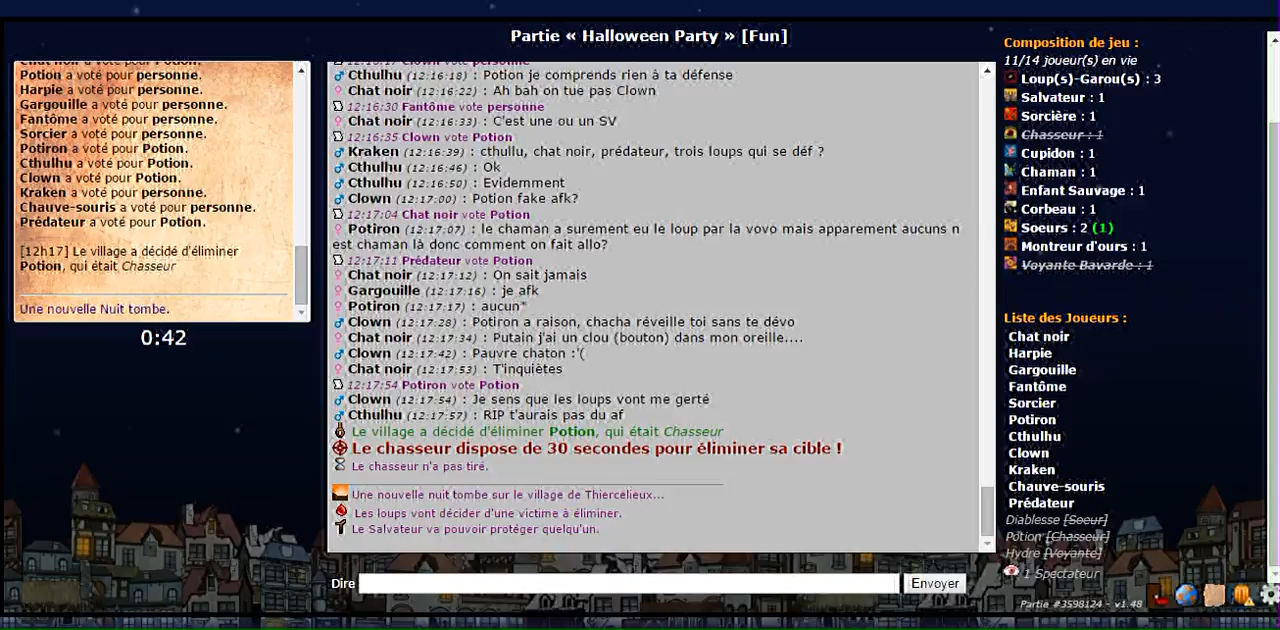 Partie « Halloween Party » [Fun]
Potion a voté pour personne.
Harpie a voté pour personne.
Gargouille a voté pour personne.
Fantôme a voté pour personne.
Sorcier a voté pour personne.
Potiron a voté pour Potion.
Cthulhu a voté pour Potion.
Clown a voté pour Potion.
Kraken a voté pour personne.
Chauve-souris a voté pour personne.
Prédateur a voté pour Potion.
[12h17] Le village a décidé d'éliminer
Potion, qui était Chasseur
Une nouvelle Nuit tombe.
0:42
Cthulhu (12:16:18) : Potion je comprends rien à ta défense
Chat noir (12:16:22) : Ah bah on tue pas Clown
12:16:30 Fantôme vote personne
Chat noir (12:16:33) : C'est une ou un SV
12:16:35 Clown vote Potion
Kraken (12:16:39) : cthullu, chat noir, prédateur, trois loups qui se déf ?
Cthulhu (12:16:46) : Ok
Cthulhu (12:16:50) : Evidemment
Clown (12:17:00) : Potion fake afk?
12:17:04 Chat noir vote Potion
Potiron (12:17:07) : le chaman a surement eu le loup par la vovo mais apparement aucuns n
est chaman là donc comment on fait allo?
12:17:11 Prédateur vote Potion
Chat noir (12:17:12) : On sait jamais
Gargouille (12:17:16) : je afk
Potiron (12:17:17) : aucun*
Clown (12:17:28) : Potiron a raison, chacha réveille toi sans te dévo
Chat noir (12:17:34) : Putain j'ai un clou (bouton) dans mon oreille....
Clown (12:17:42) : Pauvre chaton :'(
Chat noir (12:17:53) : T'inquiètes
12:17:54 Potiron vote Potion
Clown (12:17:54) : Je sens que les loups vont me gerté
Cthulhu (12:17:57) : RIP t'aurais pas du af
Le village a décidé d'éliminer Potion, qui était Chasseur
Le chasseur dispose de 30 secondes pour éliminer sa cible !
Le chasseur n'a pas tiré.
Une nouvelle nuit tombe sur le village de Thiercelieux...
Les loups vont décider d'une victime à éliminer.
Le Salvateur va pouvoir protéger quelqu'un.
Dire
Envoyer
Composition de jeu :
11/14 joueur(s) en vie
Loup(s)-Garou(s) : 3
Salvateur : 1
Sorcière : 1
Chasseur : 1
Cupidon : 1
Chaman : 1
Enfant Sauvage : 1
Corbeau : 1
Soeurs : 2 (1)
Montreur d'ours : 1
Voyante Bavarde : 1
Liste des Joueurs :
Chat noir
Harpie
Gargouille
Fantôme
Sorcier
Potiron
Cthulhu
Clown
Kraken
Chauve-souris
Prédateur
Diablesse [Soeur]
Potion [Chasseur]
Hydre [Voyante]
1 Spectateur
Partie #3598124 - v1.48